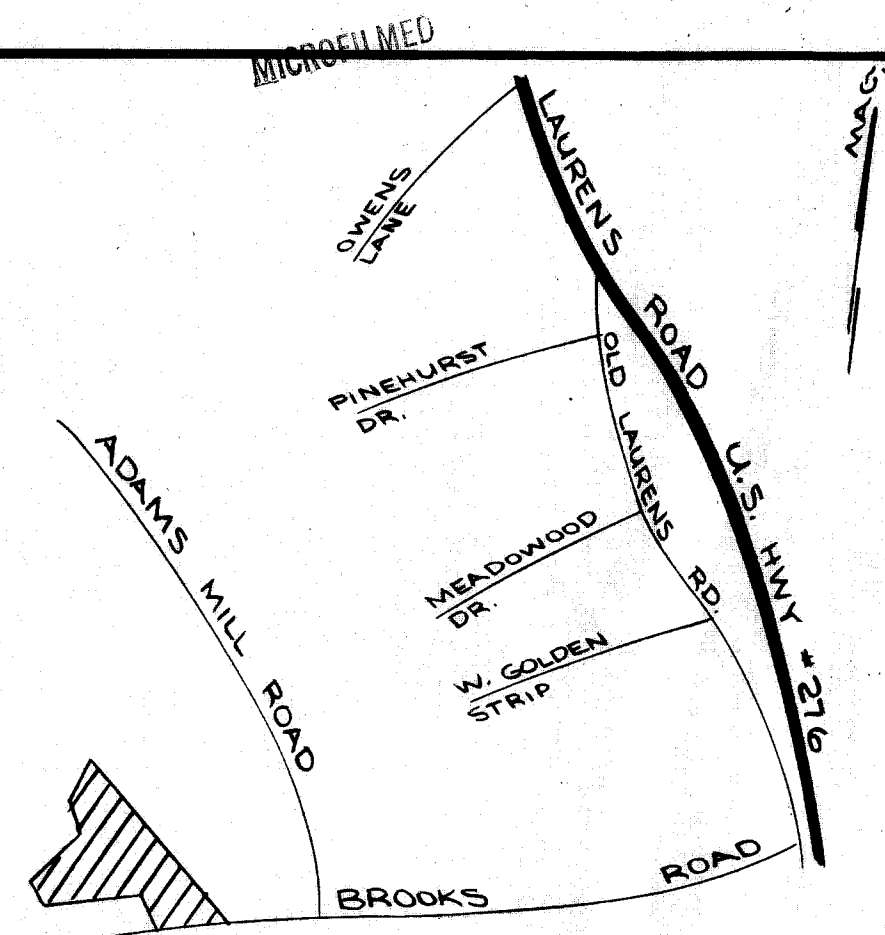 MICROFILMED
MAG.
LAURENS ROAD U.S. HWY #276
OWENS
LANE
PINEHURST
DR.
OLD LAURENS RD.
ADAMS MILL ROAD
MEADOWOOD
DR.
W. GOLDEN
STRIP
BROOKS ROAD